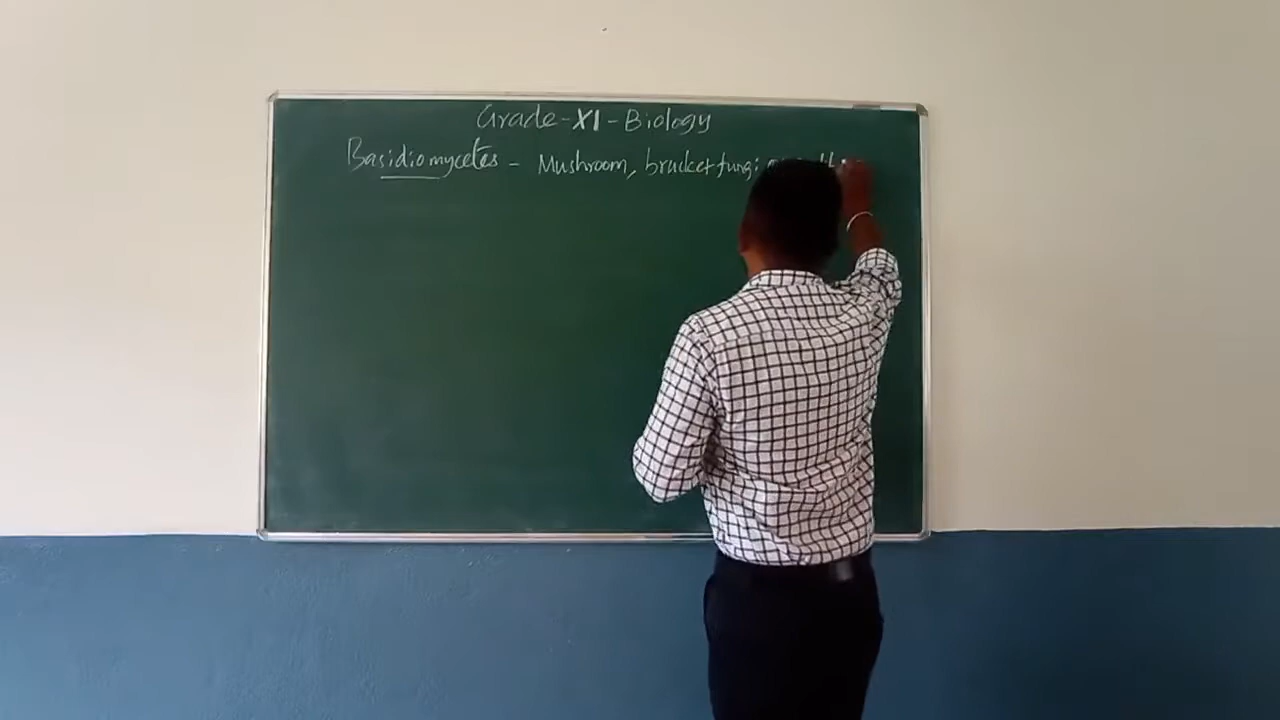 Grade-XI-Biology
Basidiomycetes - Mushroom, bracket fungi